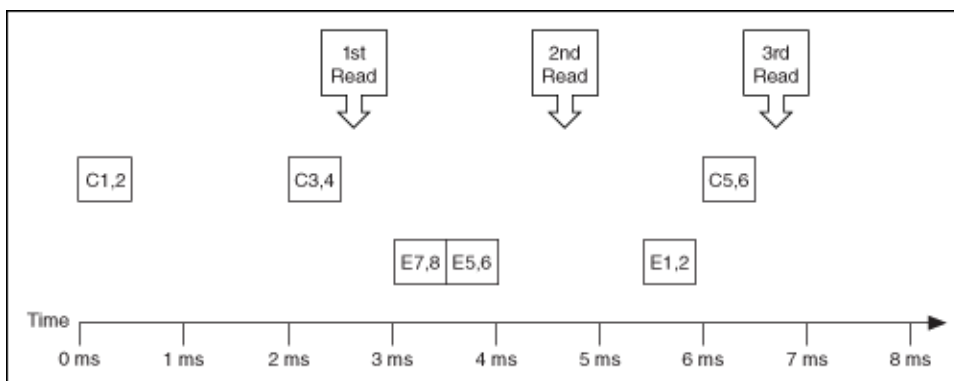 1st
Read
2nd
Read
3rd
Read
C1,2
C3,4
C5,6
E7,8
E5,6
E1,2
Time
0 ms
1 ms
2 ms
3 ms
4 ms
5 ms
6 ms
7 ms
8 ms